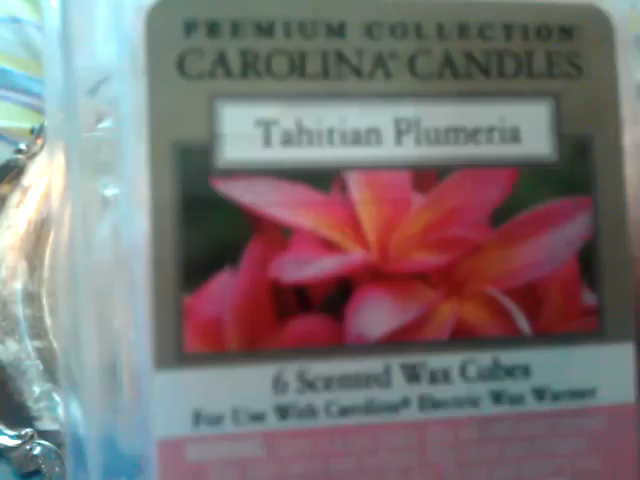 PREMIUM COLLECTION
CAROLINA® CANDLES
Tahitian Plumeria
6 Scented Wax Cubes
For Use With Carolina® Electric Wax Warmer